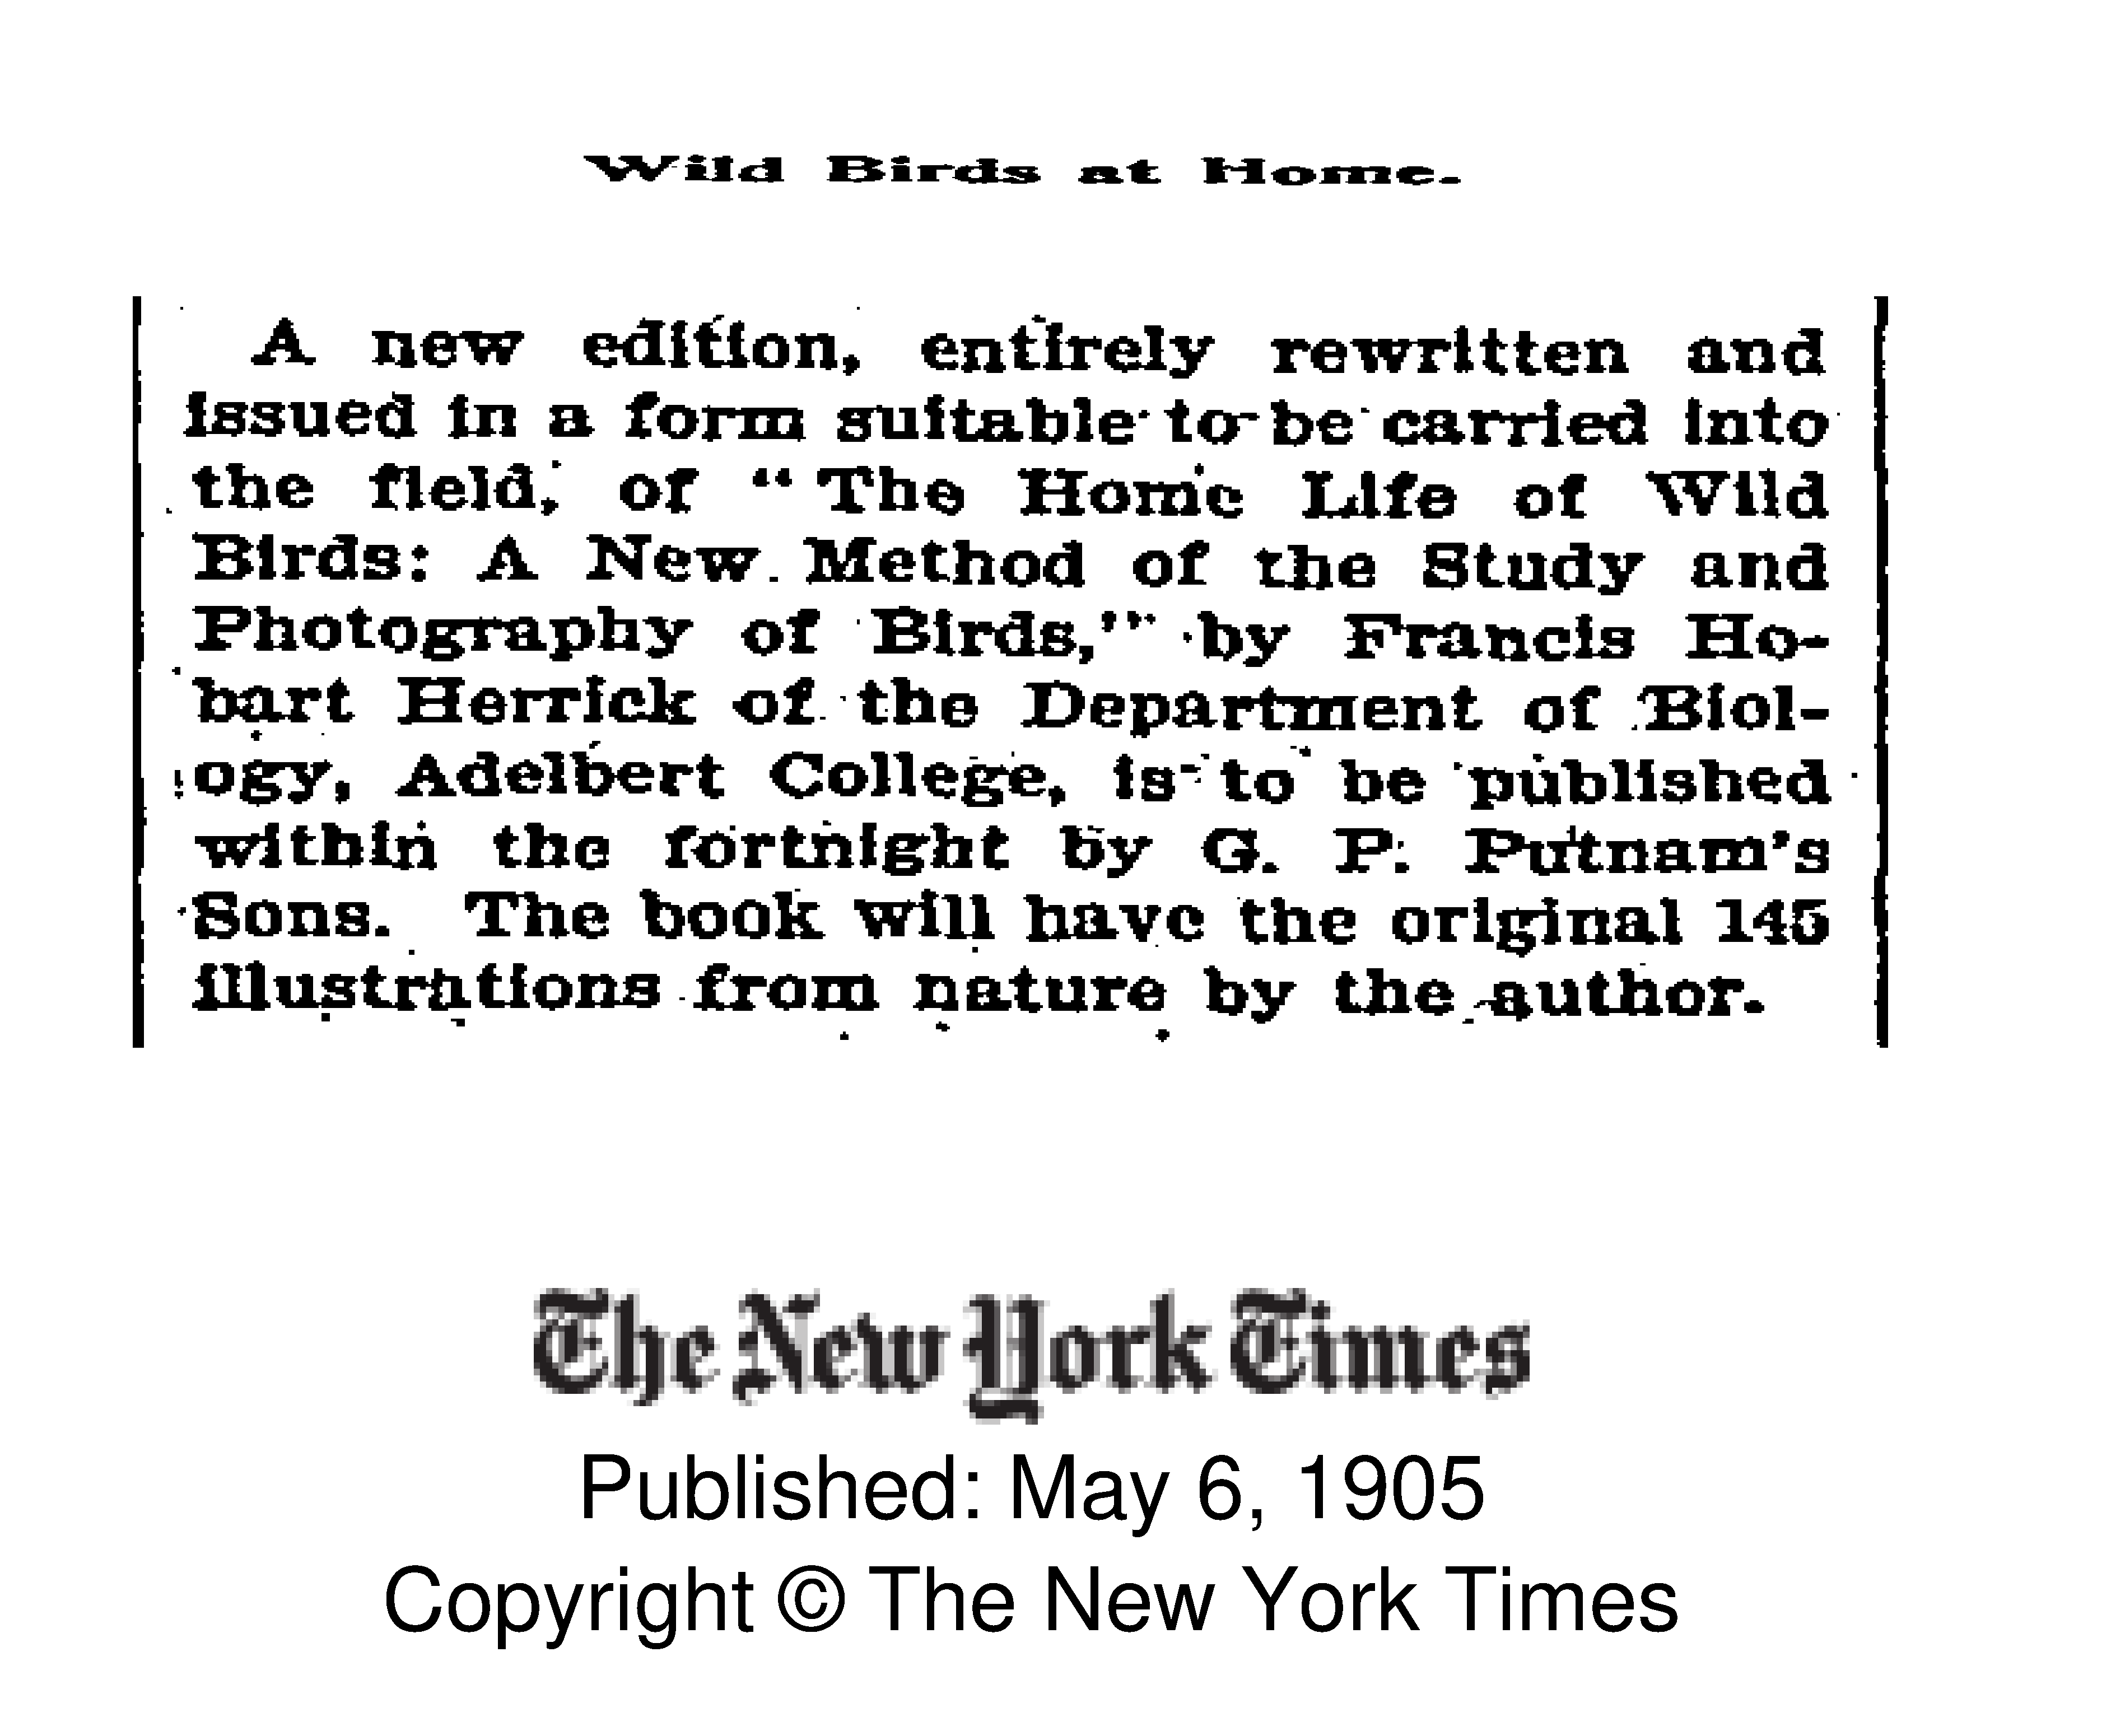 Wild Birds at Home.
A new edition, entirely rewritten and
issued in a form suitable to be carried into
the field, of "The Home Life of Wild
Birds: A New Method of the Study and
Photography of Birds," by Francis Ho-
bart Herrick of the Department of Biol-
ogy, Adelbert College, is to be published
within the fortnight by G. P. Putnam's
Sons. The book will have the original 145
illustrations from nature by the author.
The New York Times
Published: May 6, 1905
Copyright © The New York Times